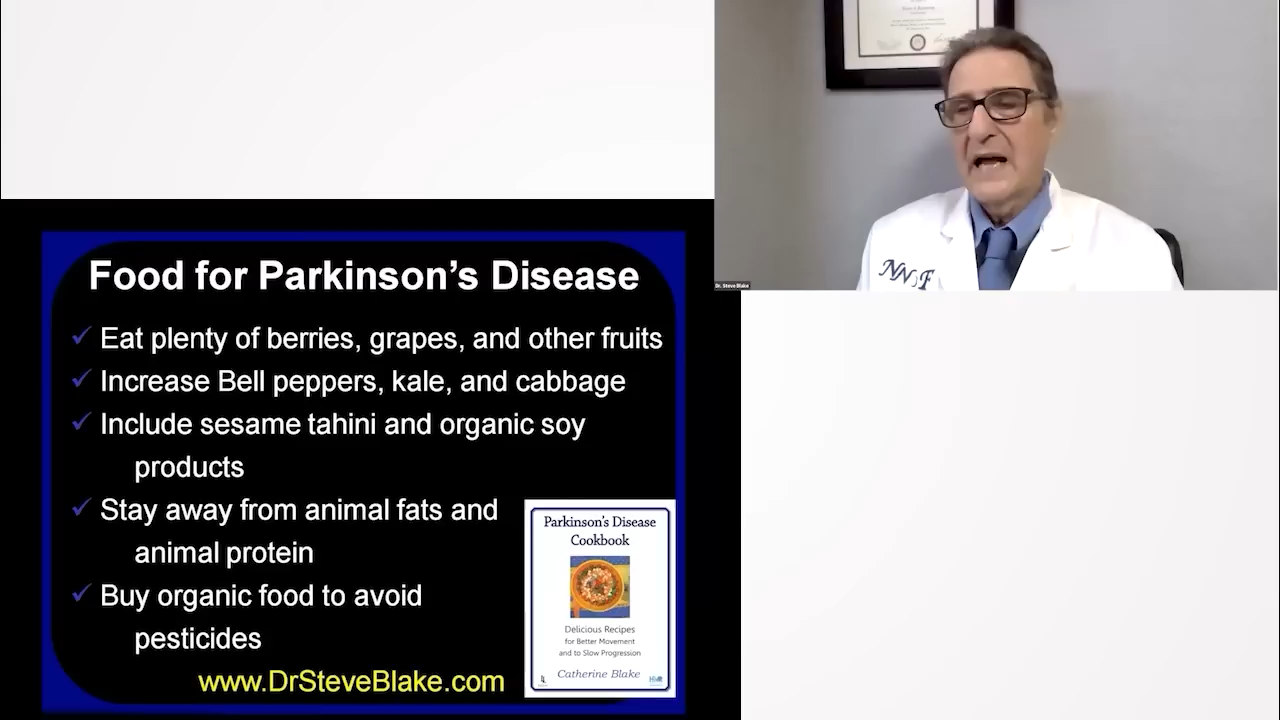 Food for Parkinson's Disease
✓ Eat plenty of berries, grapes, and other fruits
✓ Increase Bell peppers, kale, and cabbage
✓ Include sesame tahini and organic soy
products
✓ Stay away from animal fats and
animal protein
✓ Buy organic food to avoid
pesticides
www.DrSteveBlake.com
Parkinson's Disease
Cookbook
Delicious Recipes
for Better Movement
and to Slow Progression
Catherine Blake
Dr. Steve Blake